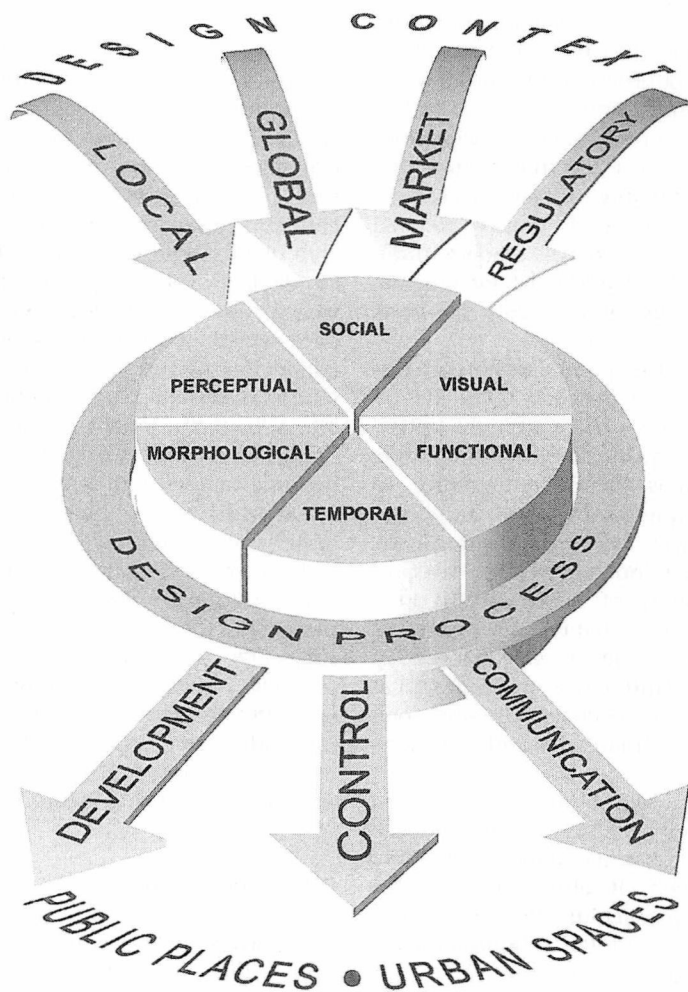 DESIGN CONTEXT
LOCAL
GLOBAL
MARKET
REGULATORY
SOCIAL
PERCEPTUAL
VISUAL
MORPHOLOGICAL
FUNCTIONAL
TEMPORAL
DESIGN PROCESS
DEVELOPMENT
CONTROL
COMMUNICATION
PUBLIC PLACES • URBAN SPACES